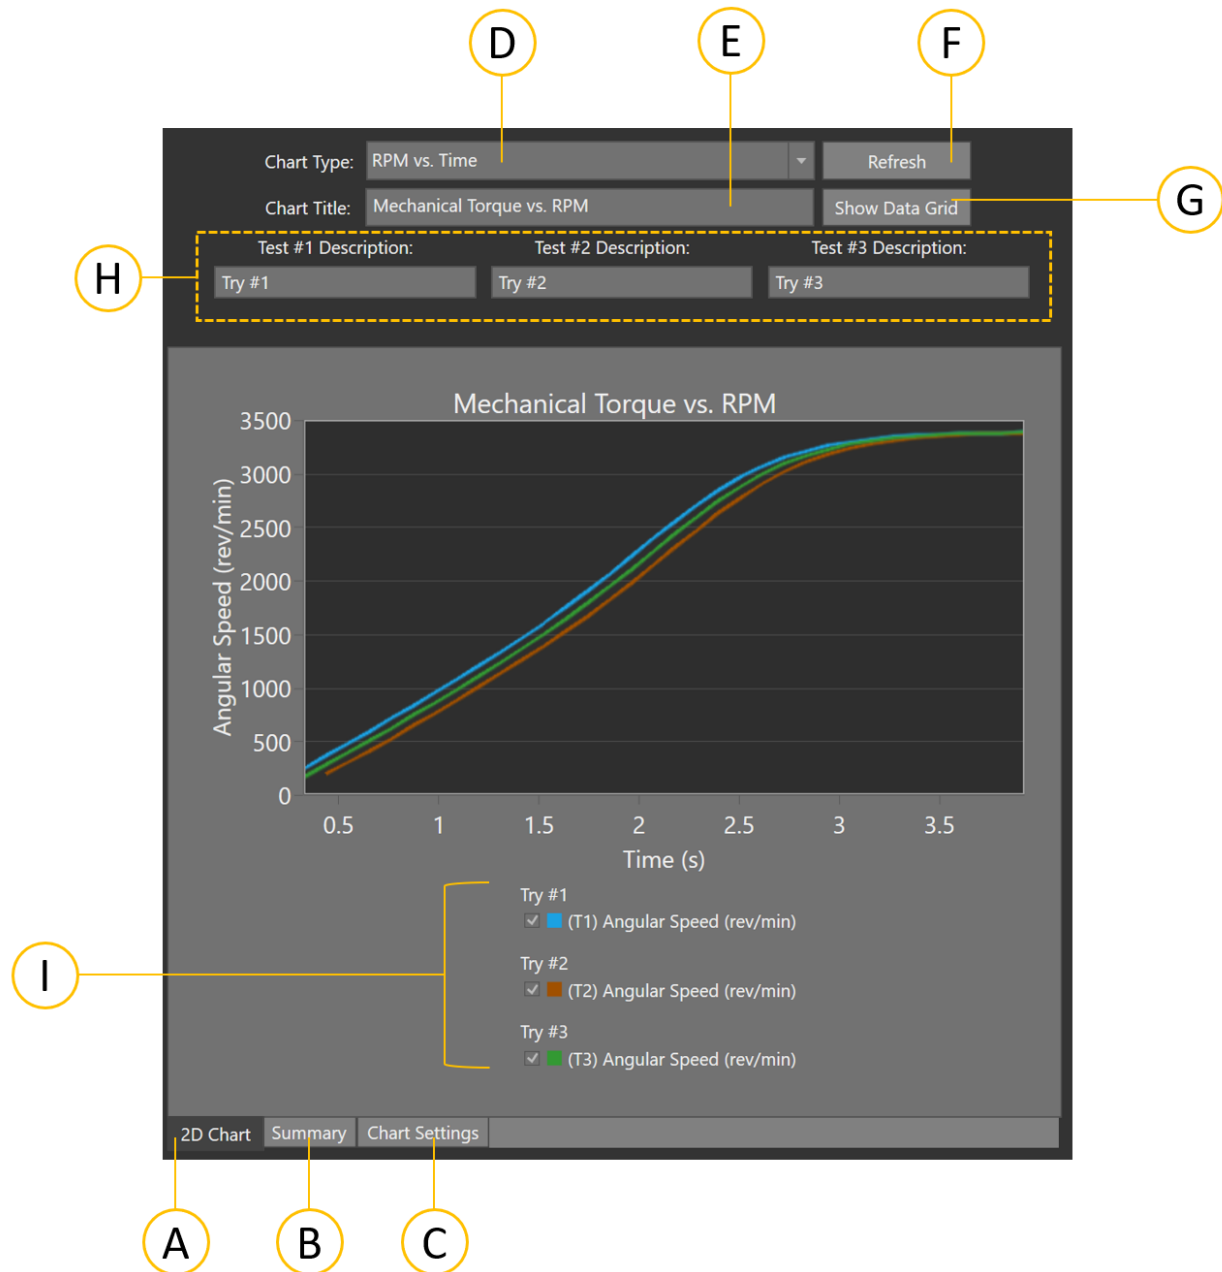 D
E
F
Chart Type:
RPM vs. Time
Refresh
Chart Title:
Mechanical Torque vs. RPM
Show Data Grid
G
H
Test #1 Description:
Test #2 Description:
Test #3 Description:
Try #1
Try #2
Try #3
Mechanical Torque vs. RPM
Angular Speed (rev/min)
3500
3000
2500
2000
1500
1000
500
0
0.5
1
1.5
2
2.5
3
3.5
Time (s)
I
Try #1
(T1) Angular Speed (rev/min)
Try #2
(T2) Angular Speed (rev/min)
Try #3
(T3) Angular Speed (rev/min)
2D Chart
Summary
Chart Settings
A
B
C